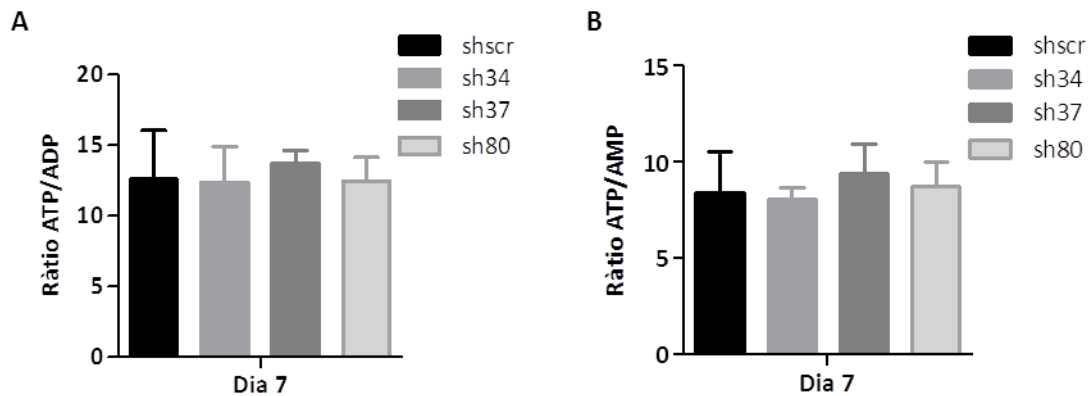 A
shscr
sh34
sh37
sh80
Ràtio ATP/ADP
20
15
10
5
0
Dia 7
B
shscr
sh34
sh37
sh80
Ràtio ATP/AMP
15
10
5
0
Dia 7